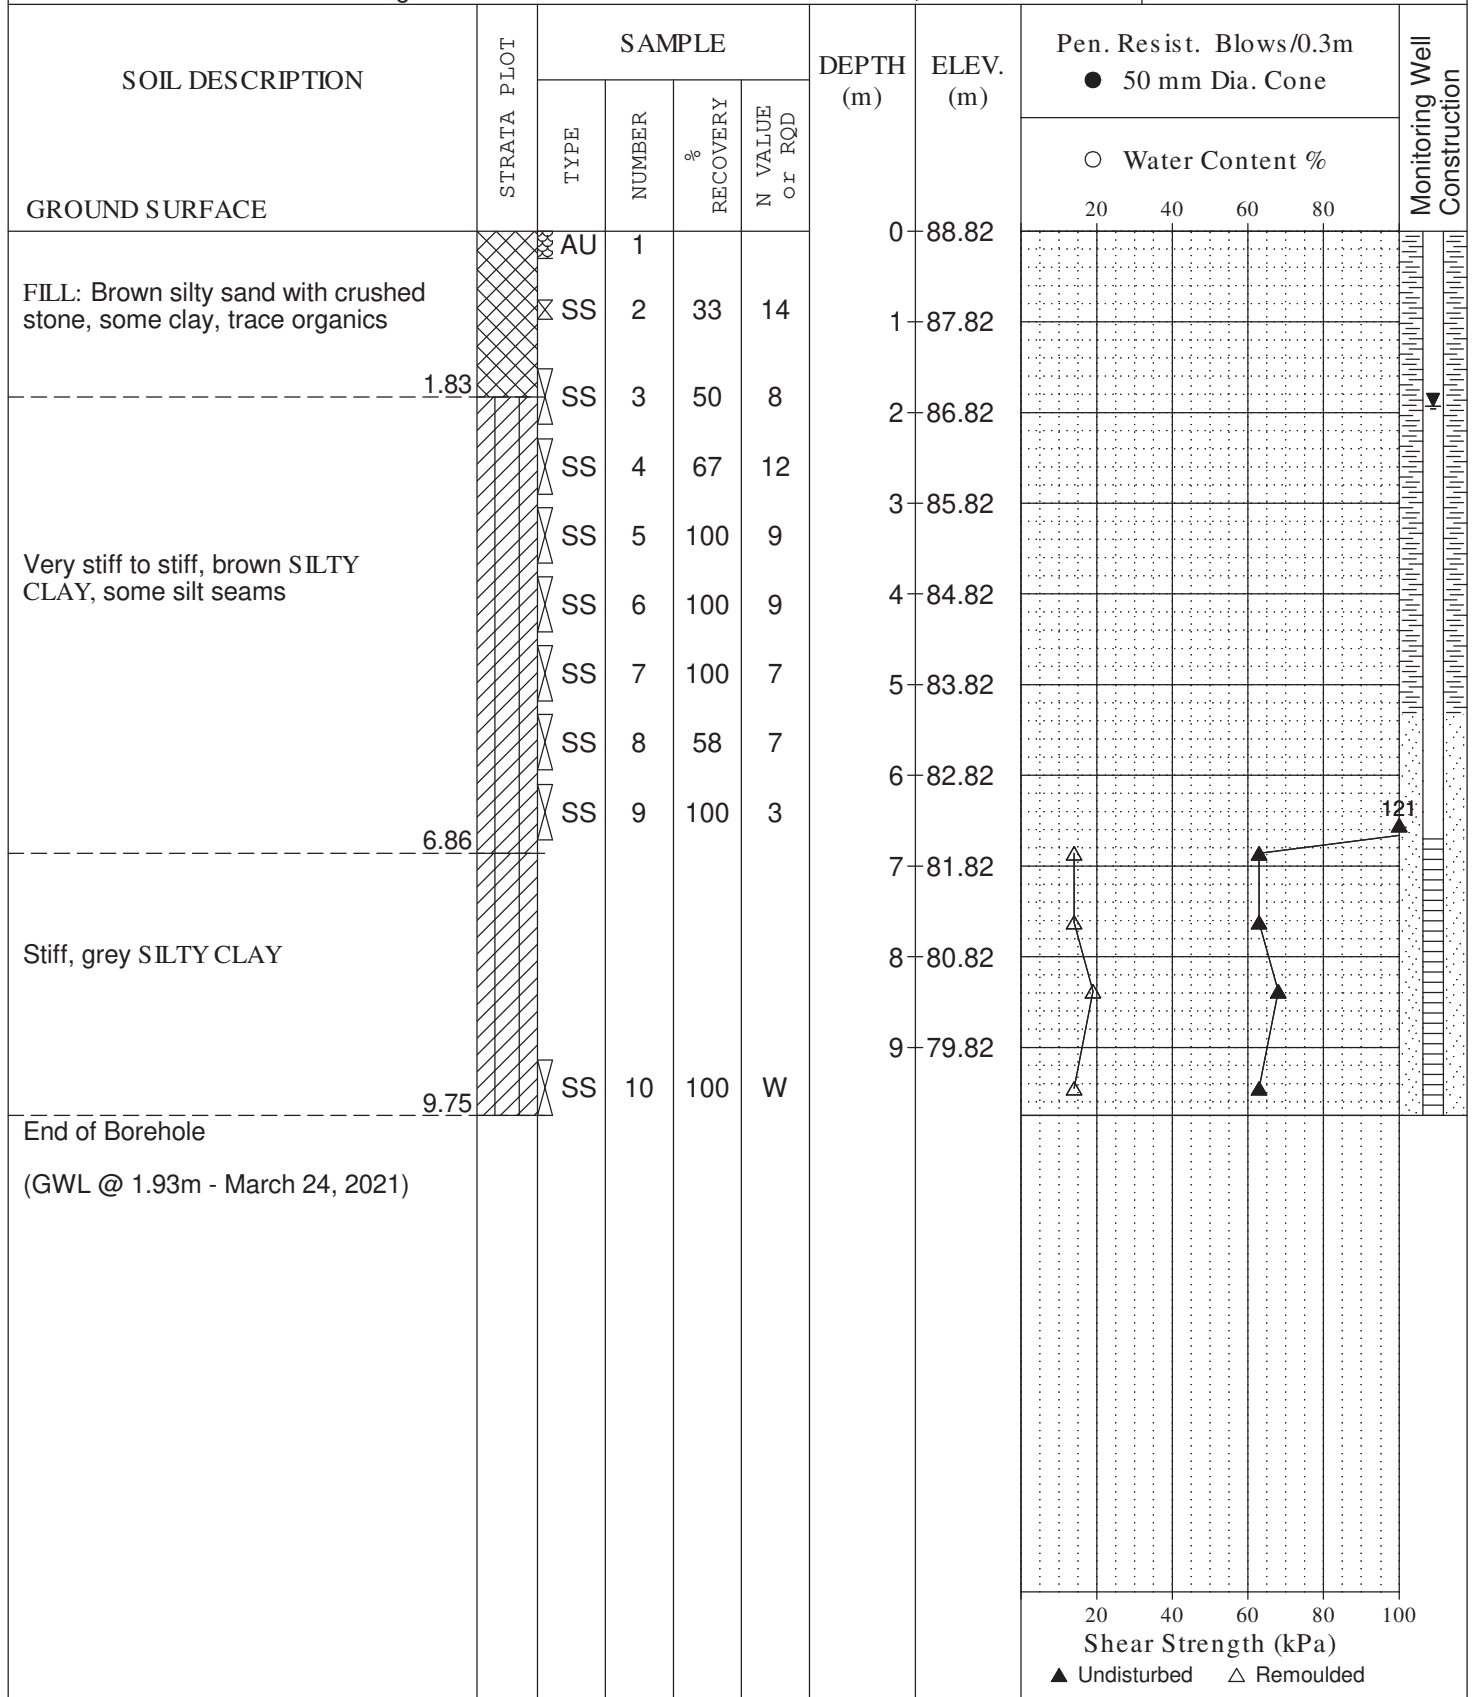 SOIL DESCRIPTION
GROUND SURFACE
STRATA PLOT
SAMPLE
TYPE
NUMBER
%
RECOVERY
N VALUE
or RQD
DEPTH
(m)
ELEV.
(m)
Pen. Resist. Blows/0.3m
● 50 mm Dia. Cone
○ Water Content %
20 40 60 80
Monitoring Well
Construction
0 88.82
AU 1
FILL: Brown silty sand with crushed
stone, some clay, trace organics
SS 2 33 14
1 87.82
1.83
SS 3 50 8
2 86.82
SS 4 67 12
3 85.82
SS 5 100 9
Very stiff to stiff, brown SILTY
CLAY, some silt seams
SS 6 100 9
4 84.82
SS 7 100 7
5 83.82
SS 8 58 7
6 82.82
SS 9 100 3
121
6.86
7 81.82
Stiff, grey SILTY CLAY
8 80.82
9 79.82
SS 10 100 W
9.75
End of Borehole
(GWL @ 1.93m - March 24, 2021)
20 40 60 80 100
Shear Strength (kPa)
▲ Undisturbed △ Remoulded